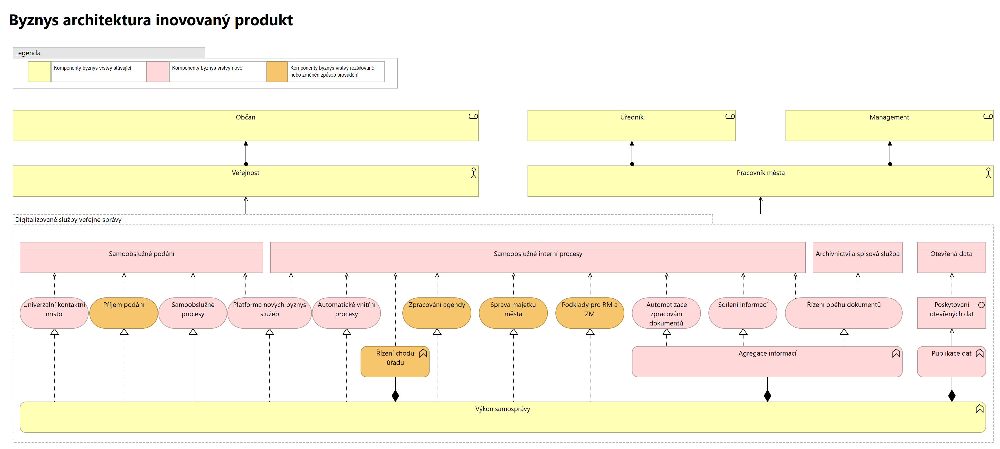 Byznys architektura inovovaný produkt
Legenda
Komponenty byznys vrstvy stávající
Komponenty byznys vrstvy nové
Komponenty byznys vrstvy rozšiřované
nebo změněn způsob provádění
Občan
Úředník
Management
Veřejnost
Pracovník města
Digitalizované služby veřejné správy
Samoobslužné podání
Samoobslužné interní procesy
Archivnictví a spisová služba
Otevřená data
Univerzální kontaktní
místo
Příjem podání
Samoobslužné
procesy
Platforma nových byznys
služeb
Automatické vnitřní
procesy
Zpracování agendy
Správa majetku
města
Podklady pro RM a
ZM
Automatizace
zpracování
dokumentů
Sdílení informací
Řízení oběhu dokumentů
Poskytování
otevřených dat
Řízení chodu
úřadu
Agregace informací
Publikace dat
Výkon samosprávy